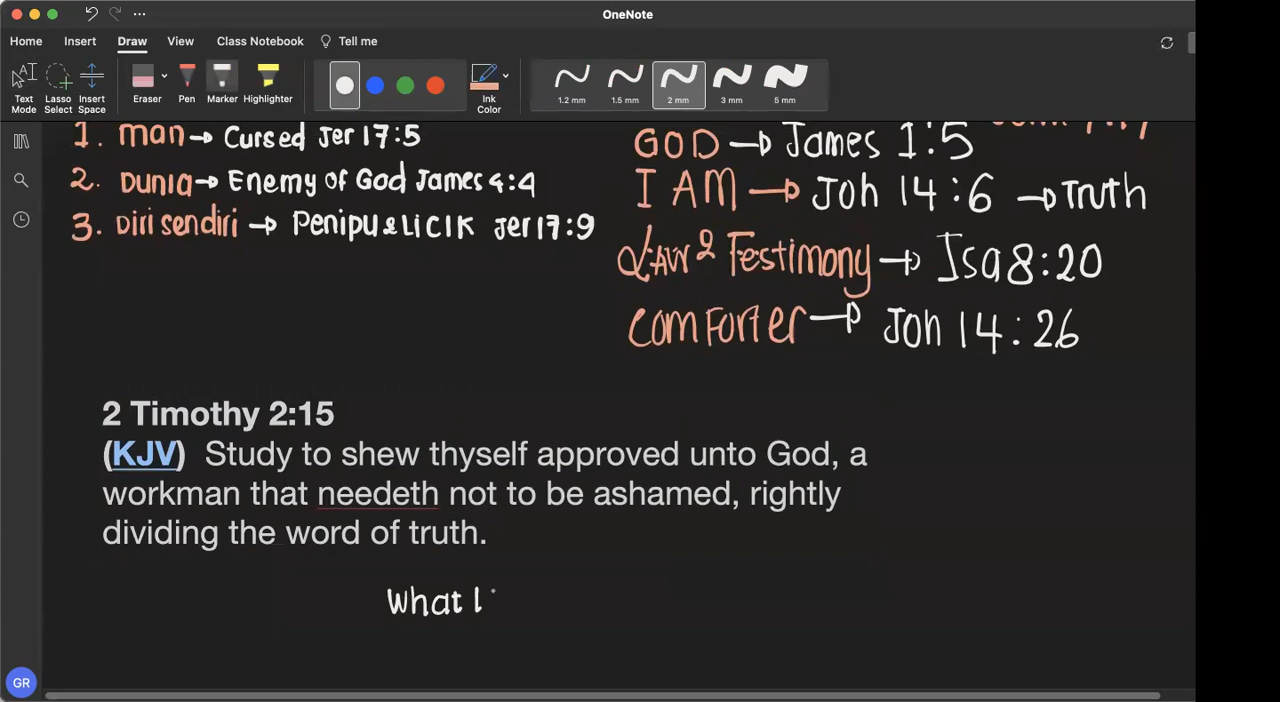 OneNote
Home Insert Draw View Class Notebook Tell me
Text Mode
Lasso Select
Insert Space
Eraser
Pen
Marker
Highlighter
Ink Color
1.2 mm
1.5 mm
2 mm
3 mm
5 mm
1. man → Cursed Jer 17:5
2. Dunia → Enemy of God James 4:4
3. Diri sendiri → Penipu & Licik Jer 17:9
GOD → James 1:5
I AM → Joh 14:6 → Truth
Law & Testimony → Isa 8:20
Comforter → Joh 14:26
2 Timothy 2:15
(KJV) Study to shew thyself approved unto God, a
workman that needeth not to be ashamed, rightly
dividing the word of truth.
What I
GR